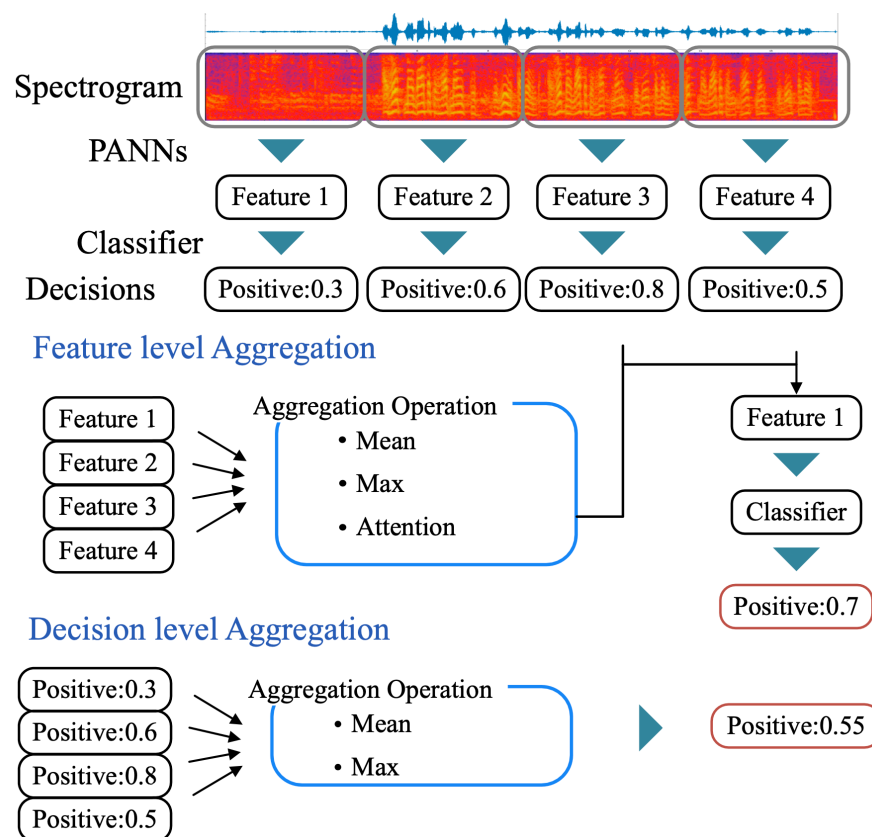 Spectrogram
PANNs
Feature 1 Feature 2 Feature 3 Feature 4
Classifier
Decisions Positive:0.3 Positive:0.6 Positive:0.8 Positive:0.5
Feature level Aggregation
Feature 1
Feature 2
Feature 3
Feature 4
Aggregation Operation
• Mean
• Max
• Attention
Feature 1
Classifier
Positive:0.7
Decision level Aggregation
Positive:0.3
Positive:0.6
Positive:0.8
Positive:0.5
Aggregation Operation
• Mean
• Max
Positive:0.55